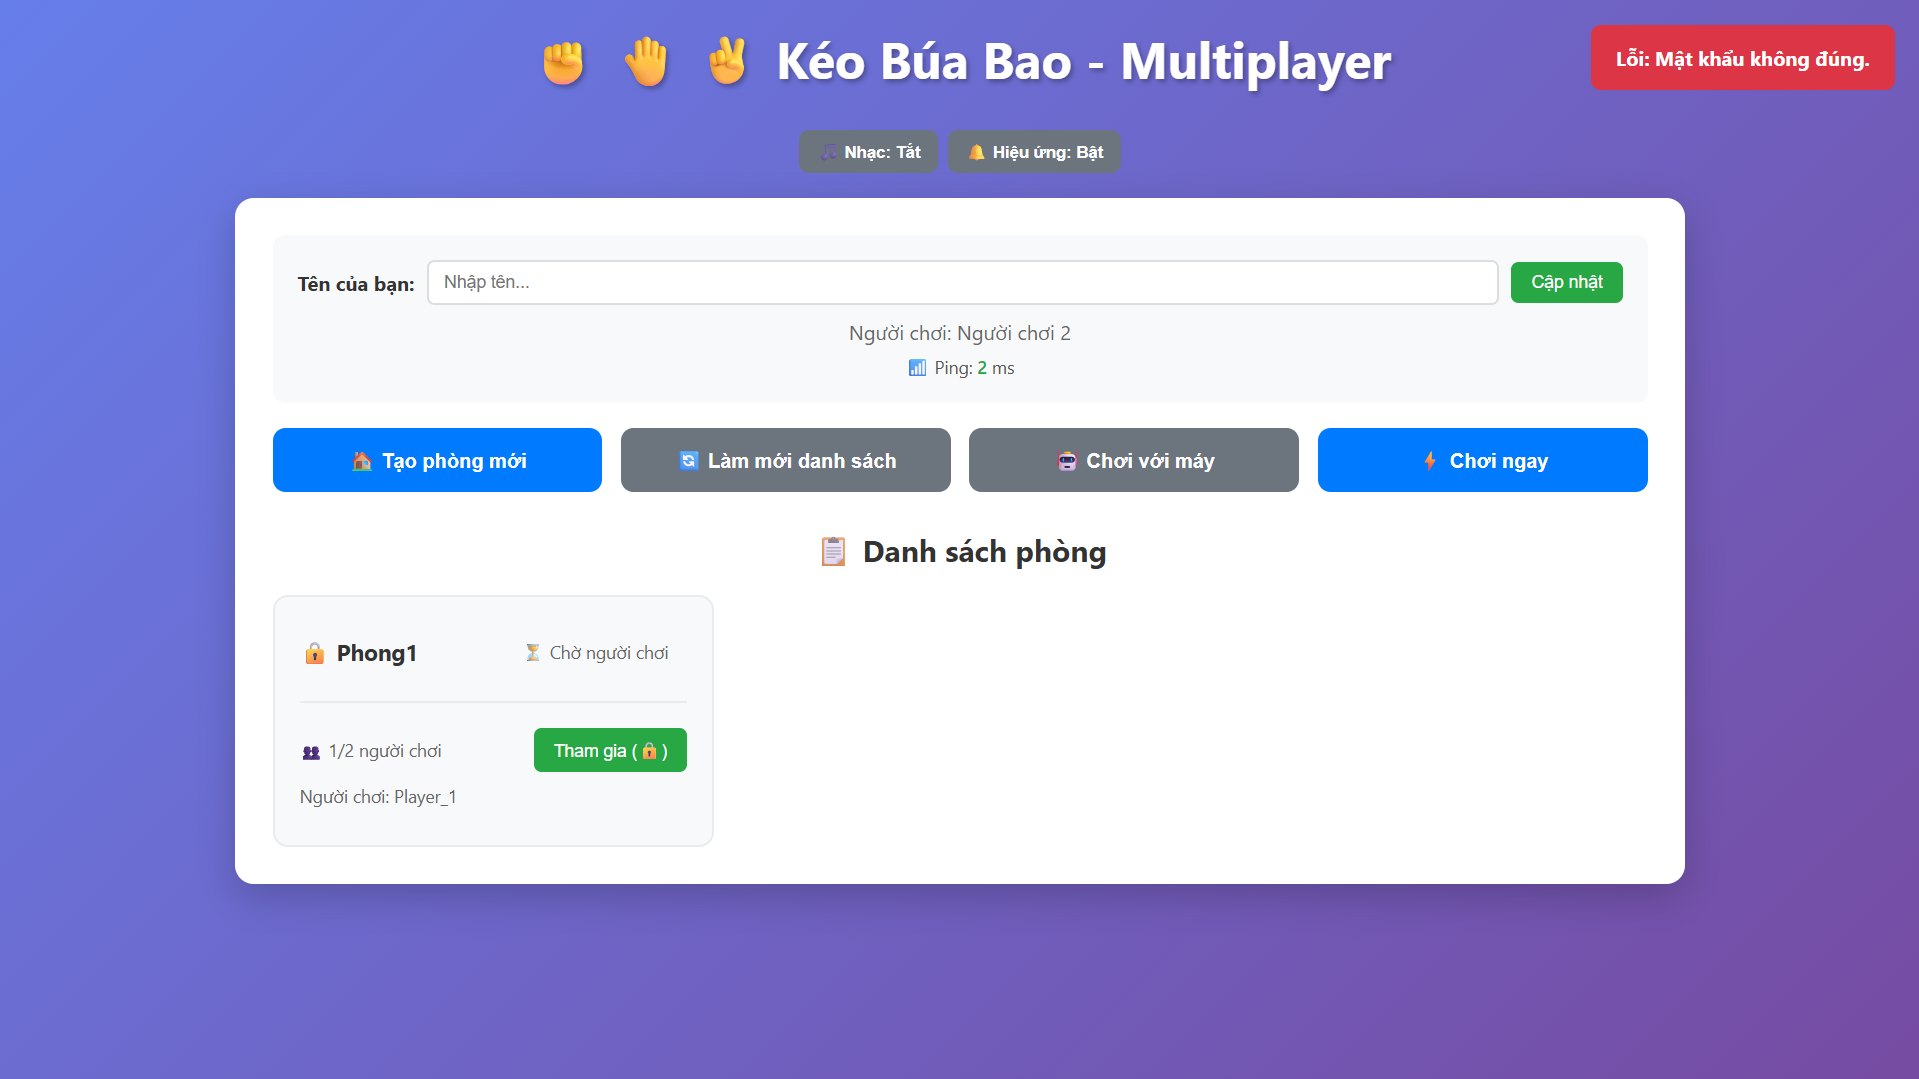 ✊ 🤚 ✌️ Kéo Búa Bao - Multiplayer
Lỗi: Mật khẩu không đúng.
🎵 Nhạc: Tắt
🔔 Hiệu ứng: Bật
Tên của bạn:
Nhập tên...
Cập nhật
Người chơi: Người chơi 2
📊 Ping: 2 ms
🏠 Tạo phòng mới
🔄 Làm mới danh sách
🤖 Chơi với máy
⚡ Chơi ngay
📋 Danh sách phòng
🔒 Phong1
⏳ Chờ người chơi
👥 1/2 người chơi
Tham gia (🔒)
Người chơi: Player_1